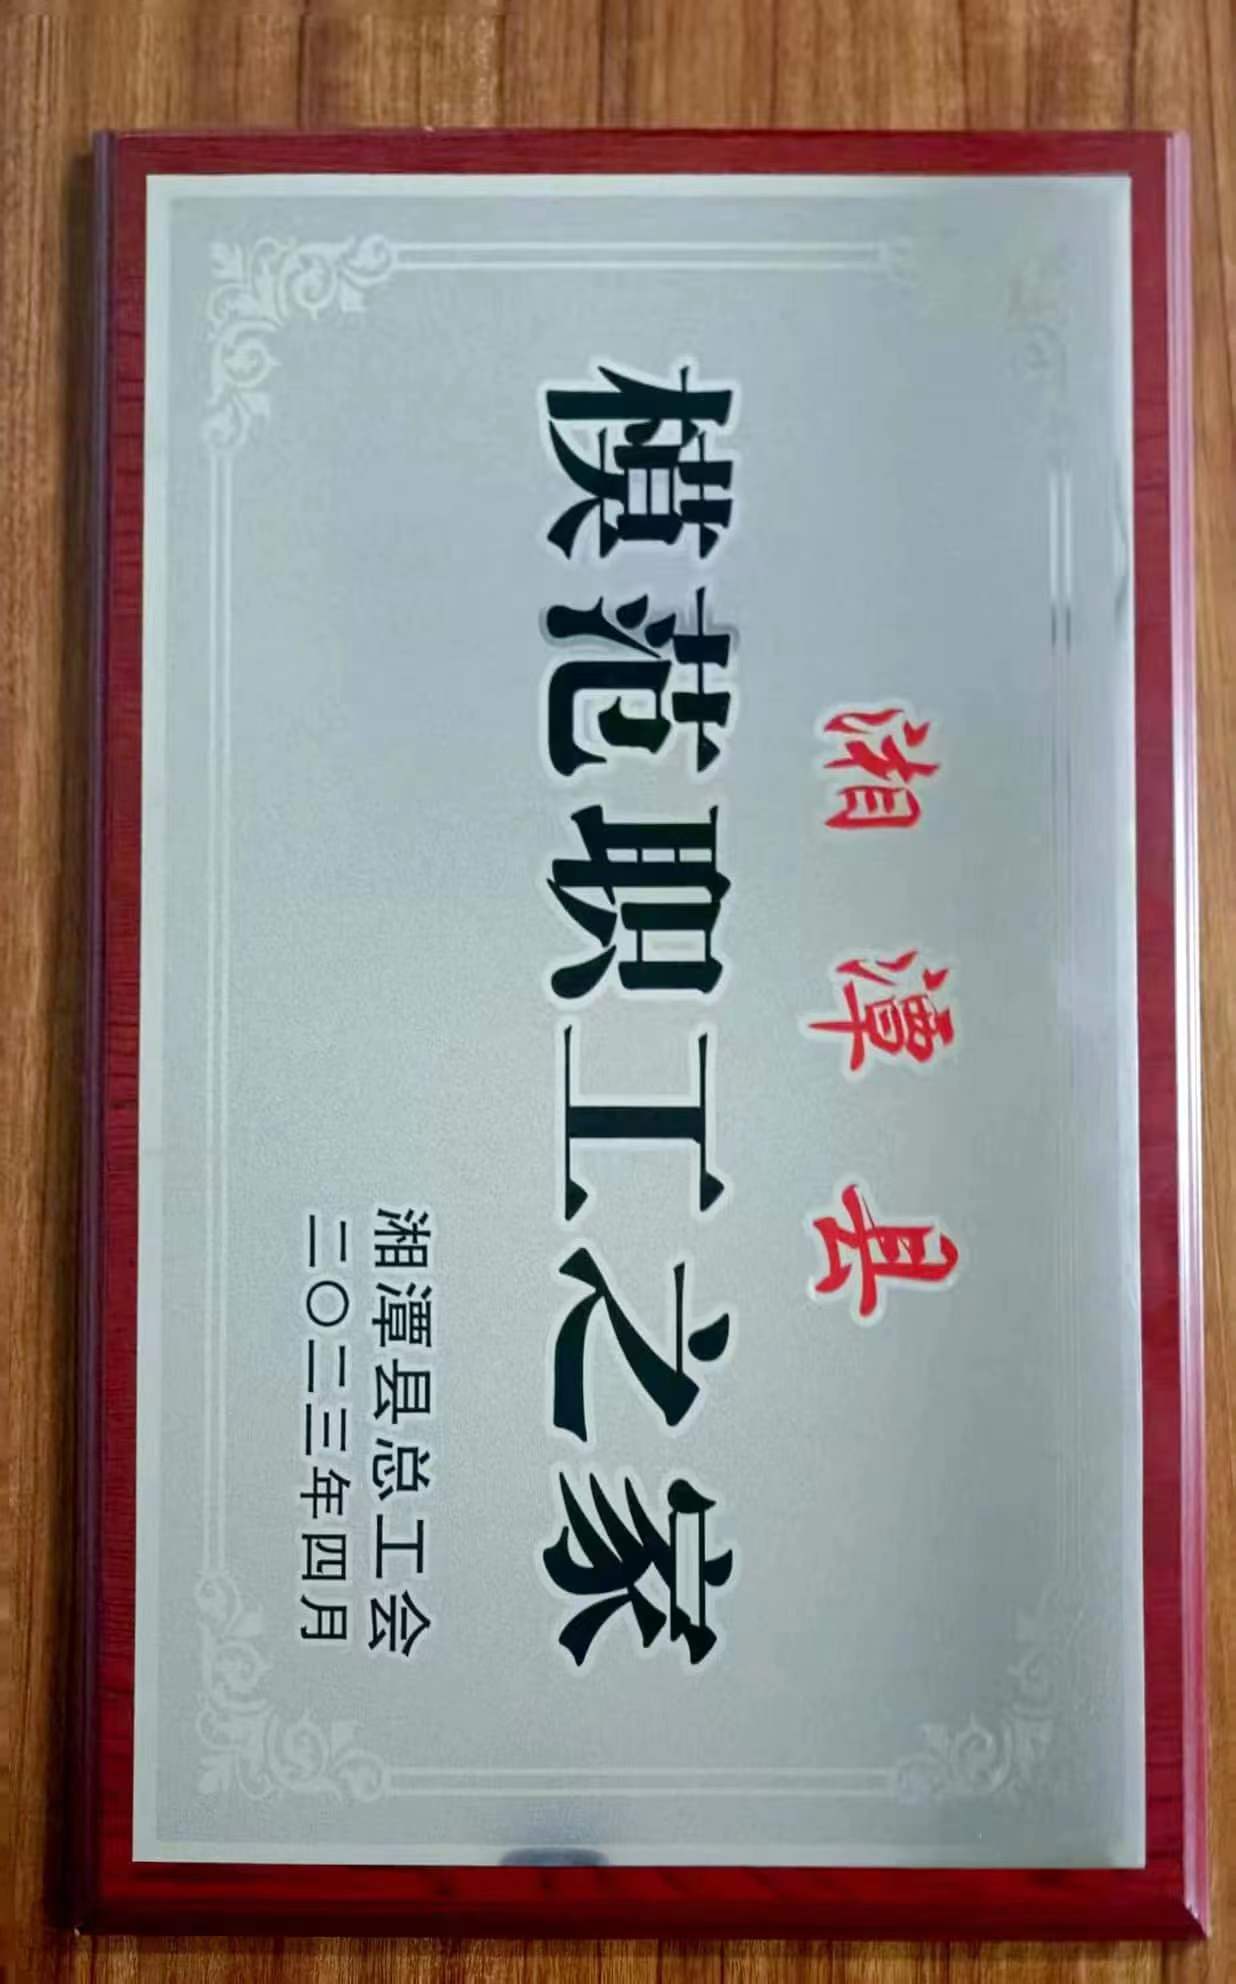 湘潭县
模范职工之家
湘潭县总工会
二〇二三年四月